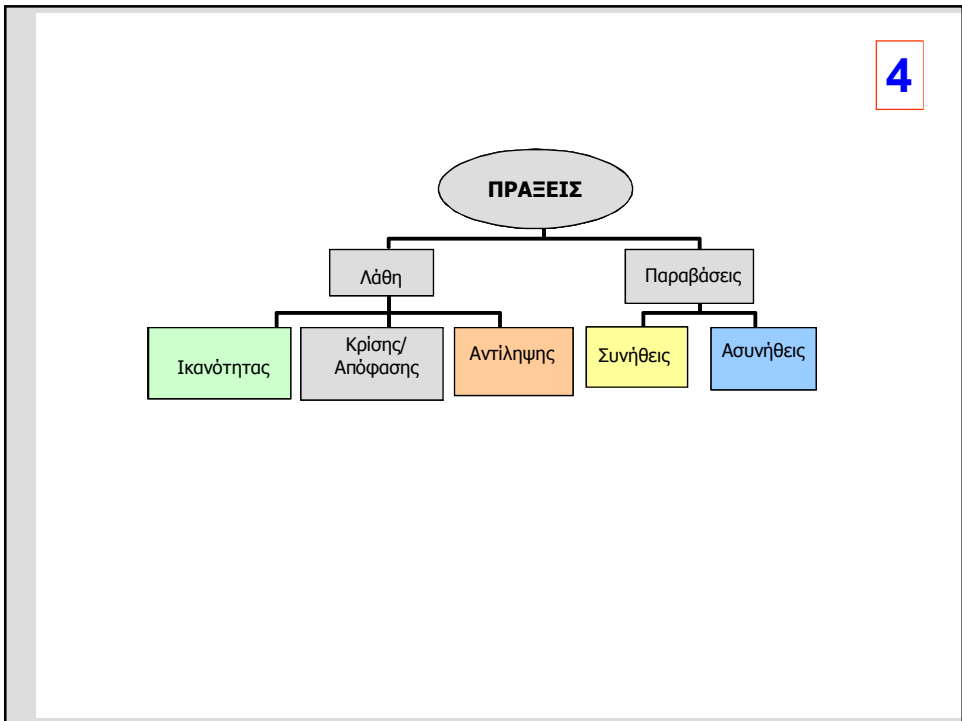 4
ΠΡΑΞΕΙΣ
Λάθη
Παραβάσεις
Ικανότητας
Κρίσης/
Απόφασης
Αντίληψης
Συνήθεις
Ασυνήθεις